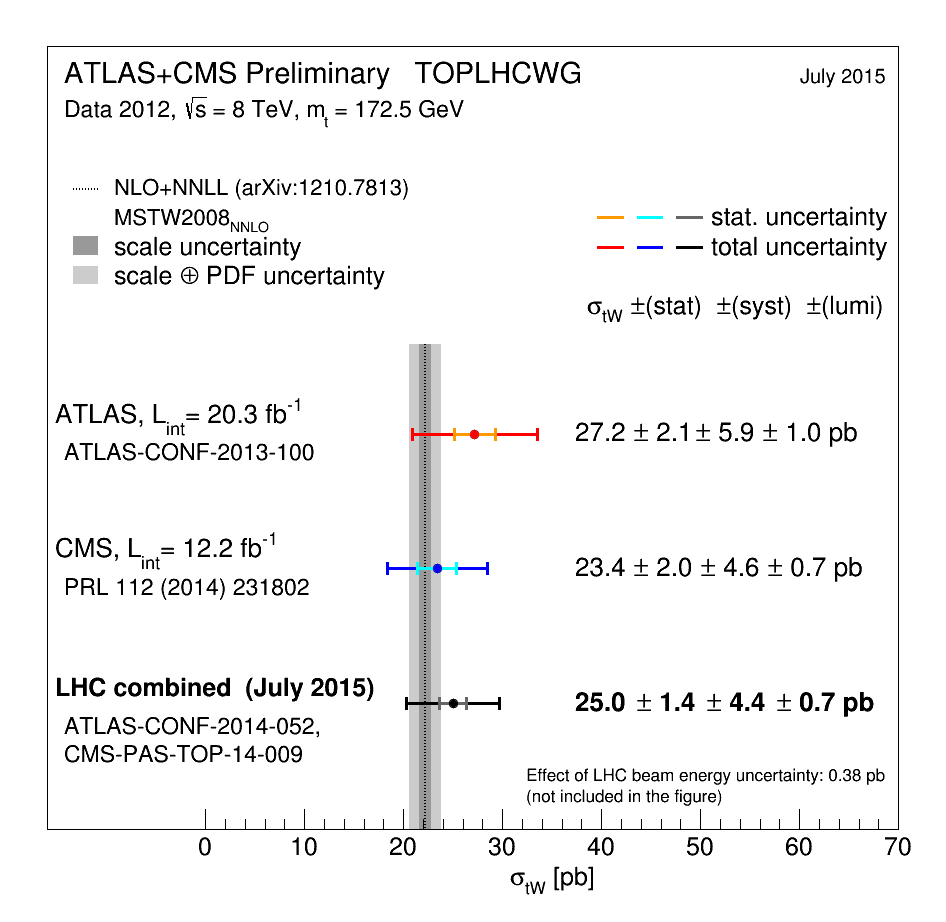 ATLAS+CMS Preliminary TOPLHCWG July 2015
Data 2012, √s = 8 TeV, mt = 172.5 GeV
NLO+NNLL (arXiv:1210.7813)
MSTW2008NNLO
scale uncertainty
scale ⊕ PDF uncertainty
stat. uncertainty
total uncertainty
σtW ±(stat) ±(syst) ±(lumi)
ATLAS, Lint= 20.3 fb-1
ATLAS-CONF-2013-100
27.2 ± 2.1 ± 5.9 ± 1.0 pb
CMS, Lint= 12.2 fb-1
PRL 112 (2014) 231802
23.4 ± 2.0 ± 4.6 ± 0.7 pb
LHC combined (July 2015)
ATLAS-CONF-2014-052,
CMS-PAS-TOP-14-009
25.0 ± 1.4 ± 4.4 ± 0.7 pb
Effect of LHC beam energy uncertainty: 0.38 pb
(not included in the figure)
0 10 20 30 40 50 60 70
σtW [pb]